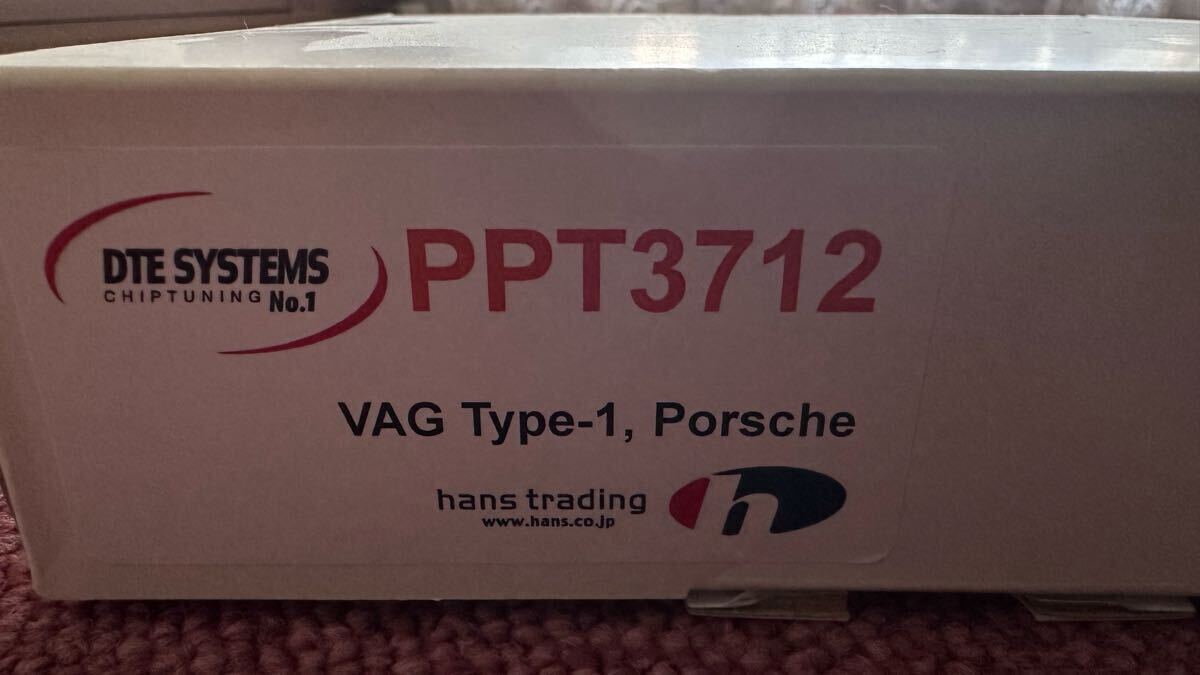 DTE SYSTEMS
CHIPTUNING No.1
PPT3712
VAG Type-1, Porsche
hans trading
www.hans.co.jp
h